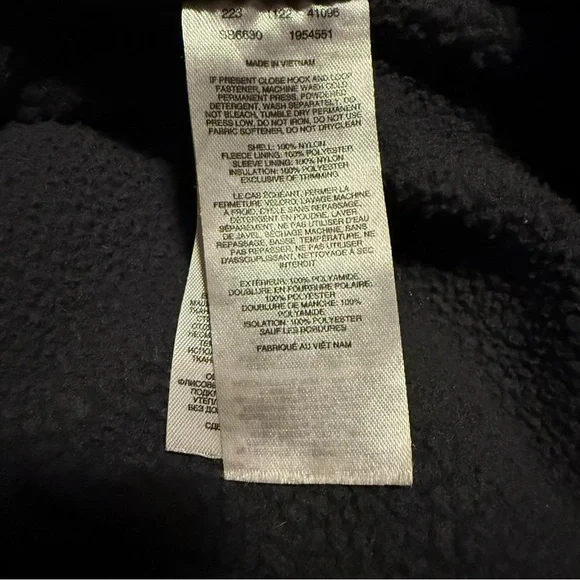 223 1122 41096
SB6630 1954551
MADE IN VIETNAM
IF PRESENT CLOSE HOOK AND LOOP
FASTENER, MACHINE WASH COLD
PERMANENT PRESS, POWDERED
DETERGENT, WASH SEPARATELY, DO
NOT BLEACH, TUMBLE DRY PERMANENT
PRESS LOW, DO NOT IRON, DO NOT USE
FABRIC SOFTENER, DO NOT DRYCLEAN
SHELL: 100% NYLON
FLEECE LINING: 100% POLYESTER
SLEEVE LINING: 100% NYLON
INSULATION: 100% POLYESTER
EXCLUSIVE OF TRIMMING
LE CAS ÉCHÉANT, FERMER LA
FERMETURE VELCRO, LAVAGE MACHINE
À FROID, CYCLE SANS REPASSAGE,
DÉTERGENT EN POUDRE, LAVER
SÉPARÉMENT, NE PAS UTILISER D'EAU
DE JAVEL, SÉCHAGE MACHINE, SANS
REPASSAGE, BASSE TEMPÉRATURE, NE
PAS REPASSER, NE PAS UTILISER
D'ASSOUPLISSANT, NETTOYAGE À SEC
INTERDIT
EXTÉRIEUR: 100% POLYAMIDE
DOUBLURE EN FOURRURE POLAIRE:
100% POLYESTER
DOUBLURE DE MANCHE: 100%
POLYAMIDE
ISOLATION: 100% POLYESTER
SAUF LES BORDURES
FABRIQUÉ AU VIÊT NAM